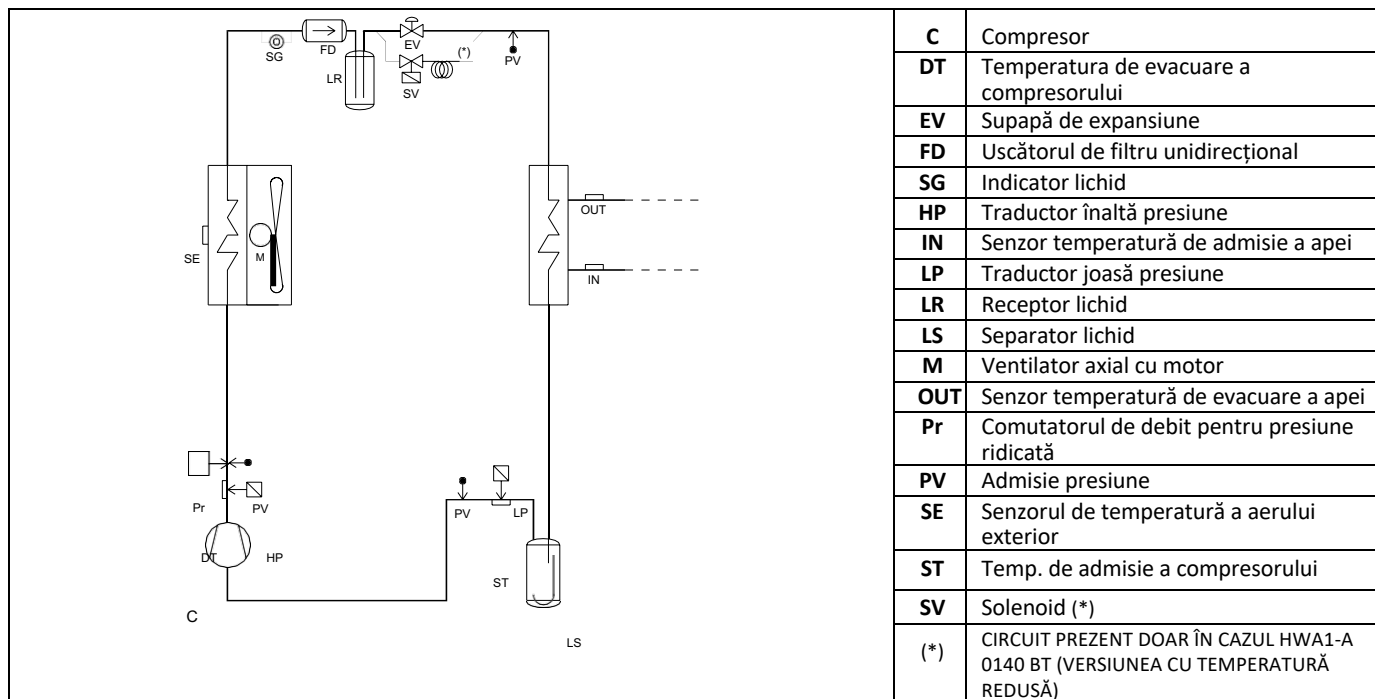 SG
FD
LR
EV
(*)
SV
PV
SE
M
OUT
IN
Pr
PV
DT
HP
C
PV
LP
ST
LS
C Compresor
DT Temperatura de evacuare a
compresorului
EV Supapă de expansiune
FD Uscătorul de filtru unidirecțional
SG Indicator lichid
HP Traductor înaltă presiune
IN Senzor temperatură de admisie a apei
LP Traductor joasă presiune
LR Receptor lichid
LS Separator lichid
M Ventilator axial cu motor
OUT Senzor temperatură de evacuare a apei
Pr Comutatorul de debit pentru presiune
ridicată
PV Admisie presiune
SE Senzorul de temperatură a aerului
exterior
ST Temp. de admisie a compresorului
SV Solenoid (*)
(*) CIRCUIT PREZENT DOAR ÎN CAZUL HWA1-A
0140 BT (VERSIUNEA CU TEMPERATURĂ
REDUSĂ)